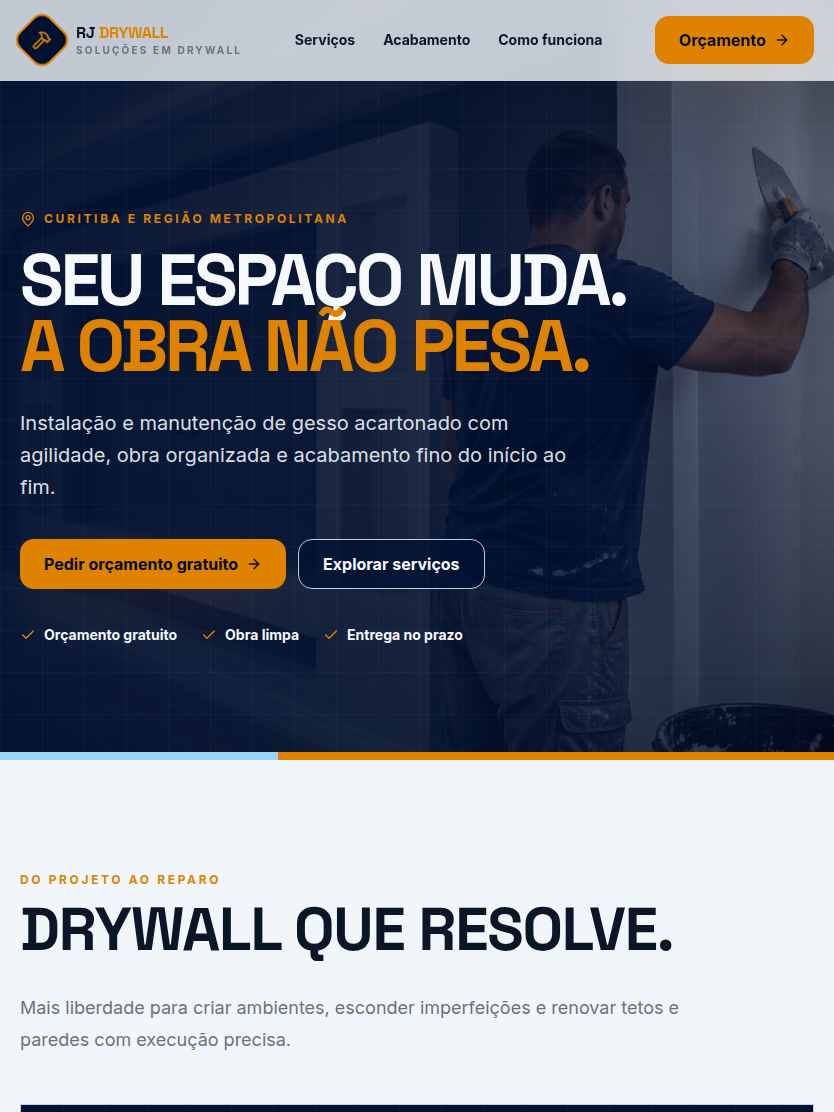 RJ DRYWALL
SOLUÇÕES EM DRYWALL
Serviços
Acabamento
Como funciona
Orçamento
CURITIBA E REGIÃO METROPOLITANA
SEU ESPAÇO MUDA.
A OBRA NÃO PESA.
Instalação e manutenção de gesso acartonado com
agilidade, obra organizada e acabamento fino do início ao
fim.
Pedir orçamento gratuito
Explorar serviços
Orçamento gratuito
Obra limpa
Entrega no prazo
DO PROJETO AO REPARO
DRYWALL QUE RESOLVE.
Mais liberdade para criar ambientes, esconder imperfeições e renovar tetos e
paredes com execução precisa.